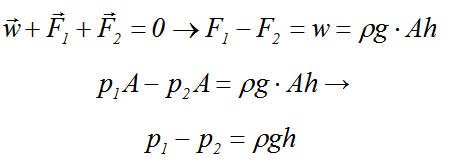 w⃗ + F⃗₁ + F⃗₂ = 0 → F₁ − F₂ = w = ρg · Ah
p₁A − p₂A = ρg · Ah →
p₁ − p₂ = ρgh